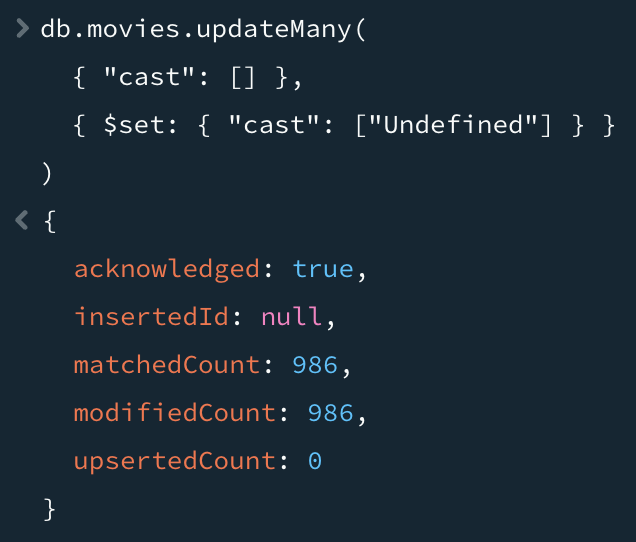 > db.movies.updateMany(
{ "cast": [] },
{ $set: { "cast": ["Undefined"] } }
)
< {
acknowledged: true,
insertedId: null,
matchedCount: 986,
modifiedCount: 986,
upsertedCount: 0
}